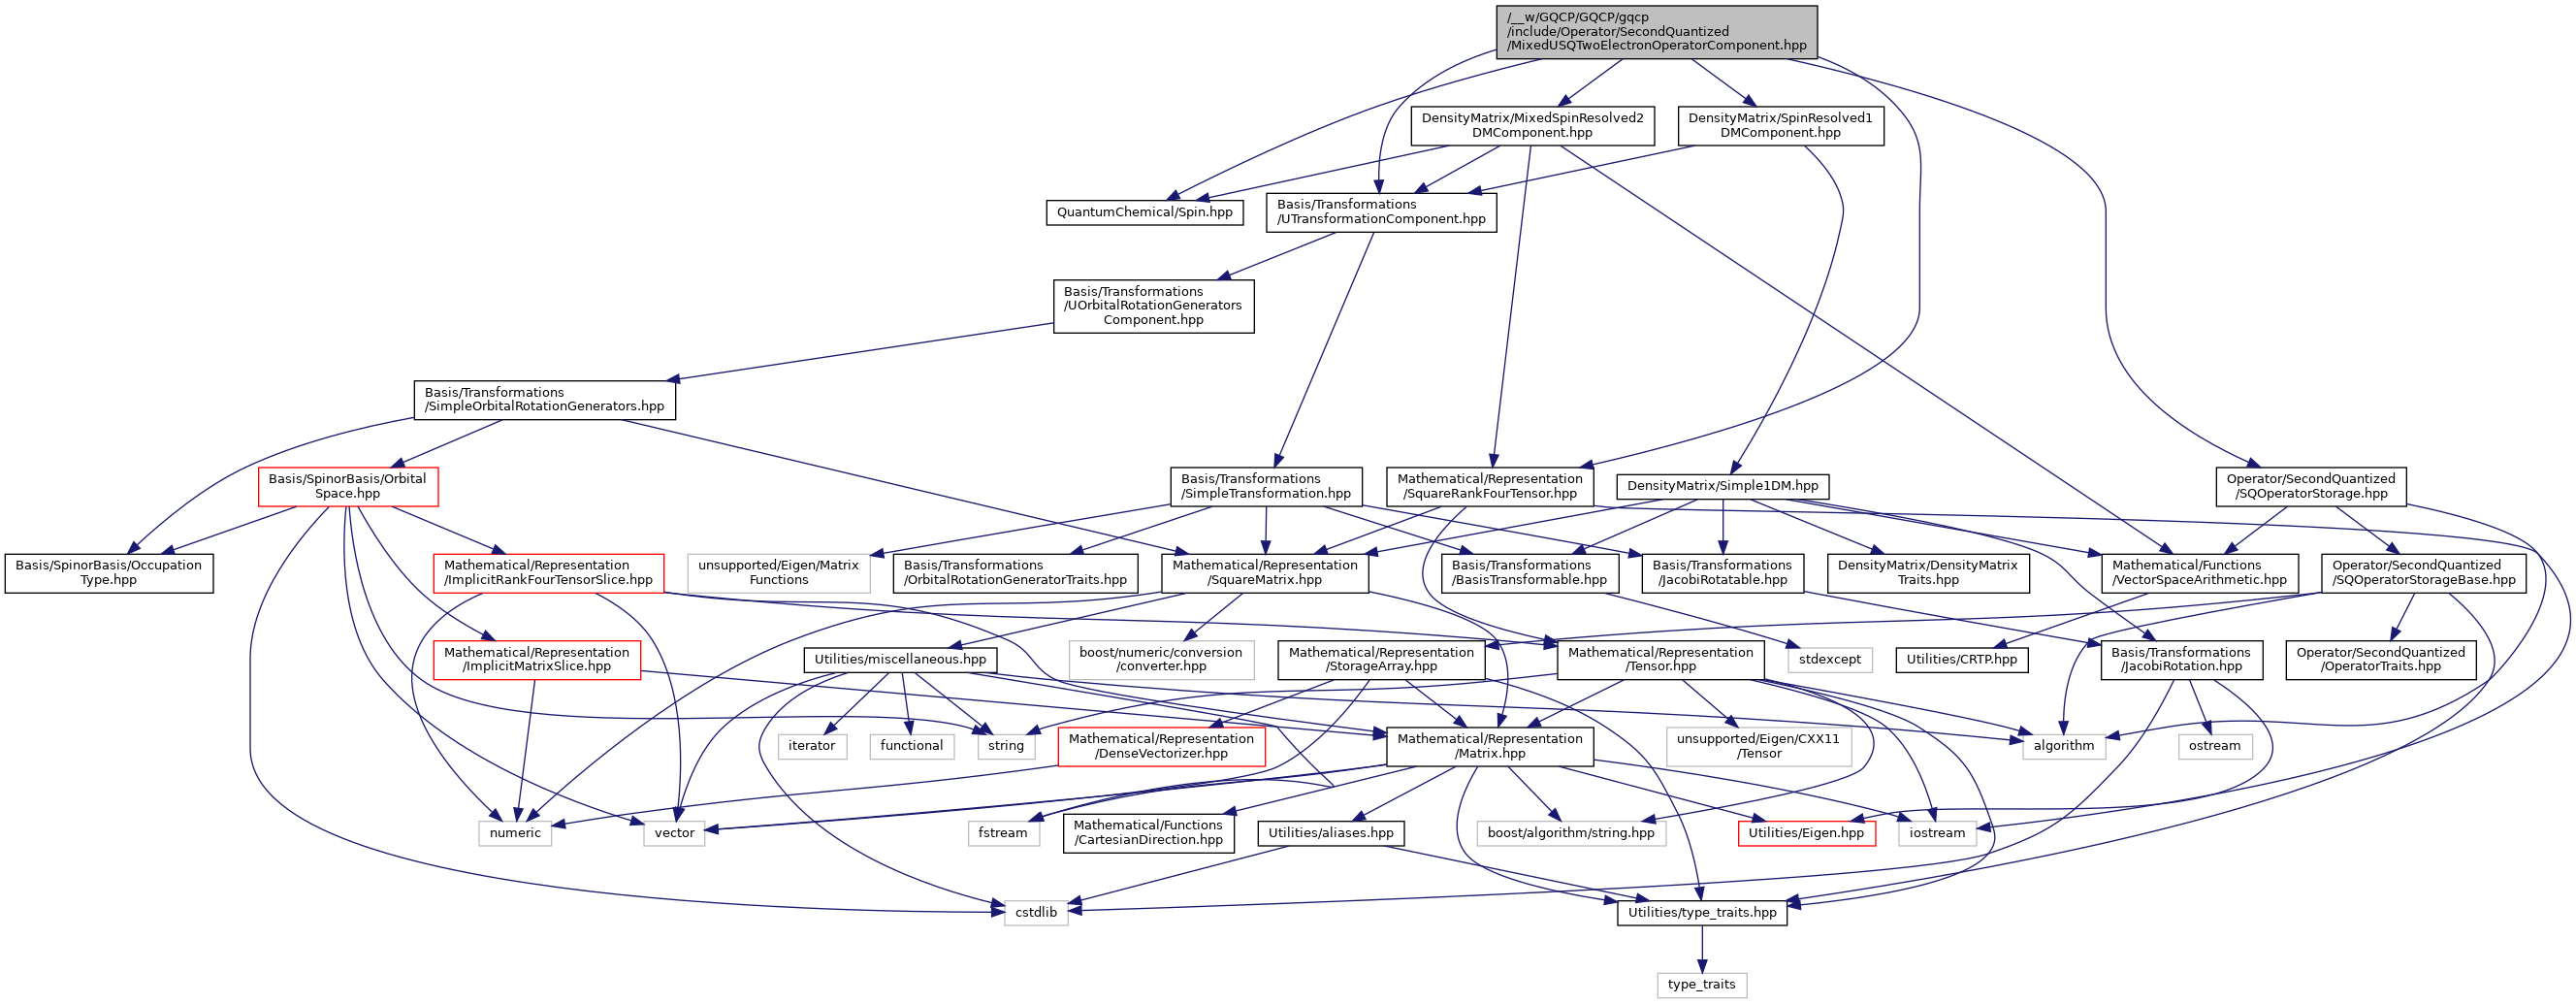 /__w/GQCP/GQCP/gqcp
/include/Operator/SecondQuantized
/MixedUSQTwoElectronOperatorComponent.hpp
DensityMatrix/MixedSpinResolved2
DMComponent.hpp
DensityMatrix/SpinResolved1
DMComponent.hpp
QuantumChemical/Spin.hpp
Basis/Transformations
/UTransformationComponent.hpp
Basis/Transformations
/UOrbitalRotationGenerators
Component.hpp
Basis/Transformations
/SimpleOrbitalRotationGenerators.hpp
Basis/SpinorBasis/Orbital
Space.hpp
Basis/Transformations
/SimpleTransformation.hpp
Mathematical/Representation
/SquareRankFourTensor.hpp
DensityMatrix/Simple1DM.hpp
Operator/SecondQuantized
/SQOperatorStorage.hpp
Basis/SpinorBasis/Occupation
Type.hpp
Mathematical/Representation
/ImplicitRankFourTensorSlice.hpp
unsupported/Eigen/Matrix
Functions
Basis/Transformations
/OrbitalRotationGeneratorTraits.hpp
Mathematical/Representation
/SquareMatrix.hpp
Basis/Transformations
/BasisTransformable.hpp
Basis/Transformations
/JacobiRotatable.hpp
DensityMatrix/DensityMatrix
Traits.hpp
Mathematical/Functions
/VectorSpaceArithmetic.hpp
Operator/SecondQuantized
/SQOperatorStorageBase.hpp
Mathematical/Representation
/ImplicitMatrixSlice.hpp
Utilities/miscellaneous.hpp
boost/numeric/conversion
/converter.hpp
Mathematical/Representation
/StorageArray.hpp
Mathematical/Representation
/Tensor.hpp
stdexcept
Utilities/CRTP.hpp
Basis/Transformations
/JacobiRotation.hpp
Operator/SecondQuantized
/OperatorTraits.hpp
iterator
functional
string
Mathematical/Representation
/DenseVectorizer.hpp
Mathematical/Representation
/Matrix.hpp
unsupported/Eigen/CXX11
/Tensor
algorithm
ostream
numeric
vector
fstream
Mathematical/Functions
/CartesianDirection.hpp
Utilities/aliases.hpp
boost/algorithm/string.hpp
Utilities/Eigen.hpp
iostream
cstdlib
Utilities/type_traits.hpp
type_traits